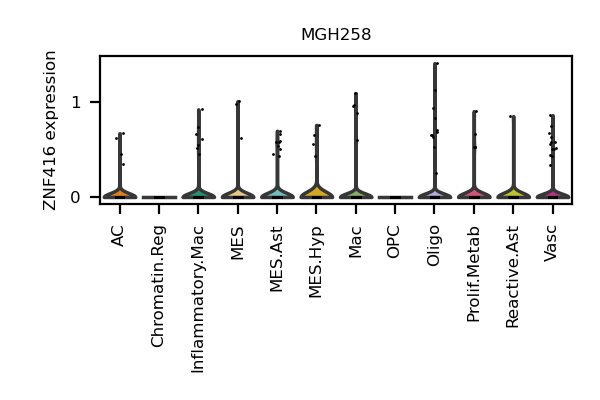 MGH258
ZNF416 expression
1
0
AC
Chromatin.Reg
Inflammatory.Mac
MES
MES.Ast
MES.Hyp
Mac
OPC
Oligo
Prolif.Metab
Reactive.Ast
Vasc